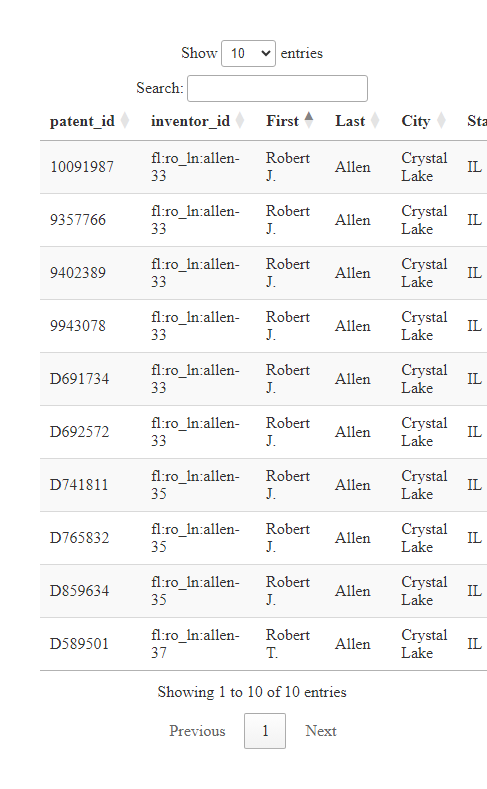 Show 10 entries
Search:
patent_id inventor_id First Last City Sta
10091987 fl:ro_ln:allen-33 Robert J. Allen Crystal Lake IL
9357766 fl:ro_ln:allen-33 Robert J. Allen Crystal Lake IL
9402389 fl:ro_ln:allen-33 Robert J. Allen Crystal Lake IL
9943078 fl:ro_ln:allen-33 Robert J. Allen Crystal Lake IL
D691734 fl:ro_ln:allen-33 Robert J. Allen Crystal Lake IL
D692572 fl:ro_ln:allen-33 Robert J. Allen Crystal Lake IL
D741811 fl:ro_ln:allen-35 Robert J. Allen Crystal Lake IL
D765832 fl:ro_ln:allen-35 Robert J. Allen Crystal Lake IL
D859634 fl:ro_ln:allen-35 Robert J. Allen Crystal Lake IL
D589501 fl:ro_ln:allen-37 Robert T. Allen Crystal Lake IL
Showing 1 to 10 of 10 entries
Previous 1 Next